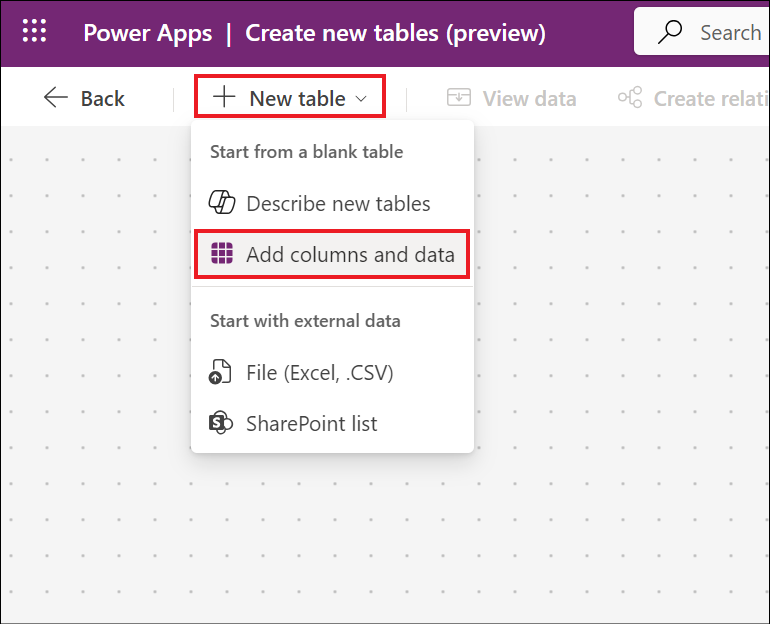 Power Apps | Create new tables (preview) Search
Back New table View data Create relati
Start from a blank table
Describe new tables
Add columns and data
Start with external data
File (Excel, .CSV)
SharePoint list